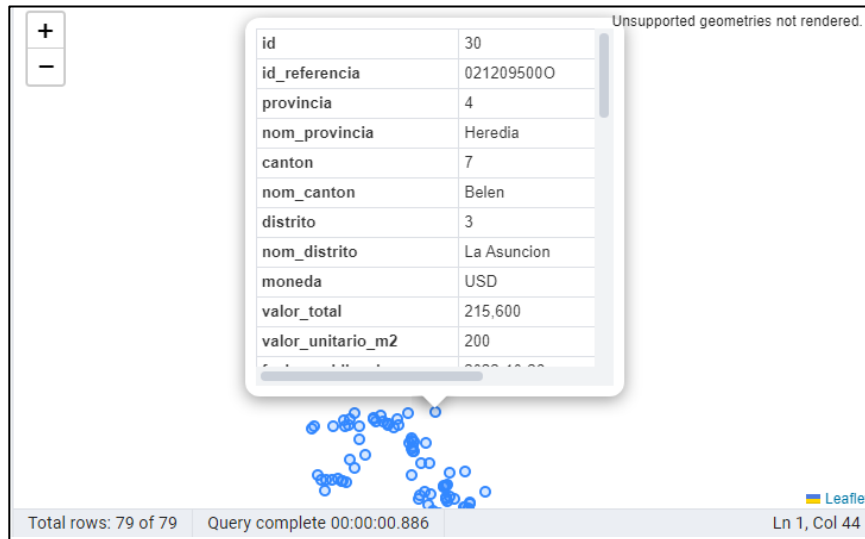 +
−
Unsupported geometries not rendered.
id 30
id_referencia 021209500O
provincia 4
nom_provincia Heredia
canton 7
nom_canton Belen
distrito 3
nom_distrito La Asuncion
moneda USD
valor_total 215,600
valor_unitario_m2 200
Leafle
Total rows: 79 of 79 Query complete 00:00:00.886 Ln 1, Col 44